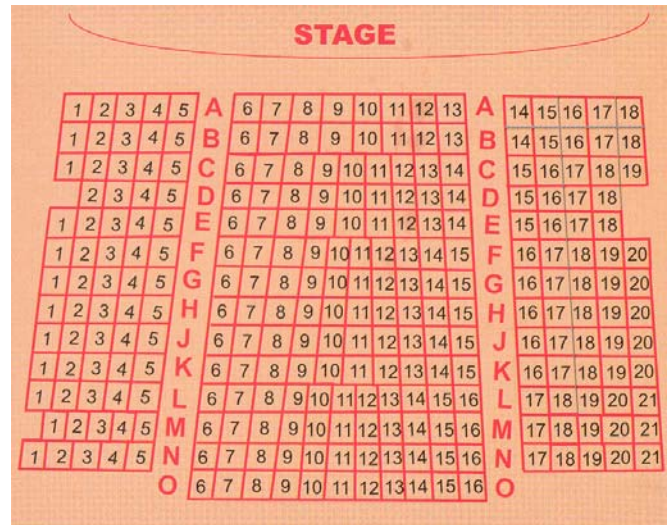 STAGE
1 2 3 4 5 A 6 7 8 9 10 11 12 13 A 14 15 16 17 18
1 2 3 4 5 B 6 7 8 9 10 11 12 13 B 14 15 16 17 18
1 2 3 4 5 C 6 7 8 9 10 11 12 13 14 C 15 16 17 18 19
2 3 4 5 D 6 7 8 9 10 11 12 13 14 D 15 16 17 18
1 2 3 4 5 E 6 7 8 9 10 11 12 13 14 E 15 16 17 18
1 2 3 4 5 F 6 7 8 9 10 11 12 13 14 15 F 16 17 18 19 20
1 2 3 4 5 G 6 7 8 9 10 11 12 13 14 15 G 16 17 18 19 20
1 2 3 4 5 H 6 7 8 9 10 11 12 13 14 15 H 16 17 18 19 20
1 2 3 4 5 J 6 7 8 9 10 11 12 13 14 15 J 16 17 18 19 20
1 2 3 4 5 K 6 7 8 9 10 11 12 13 14 15 K 16 17 18 19 20
1 2 3 4 5 L 6 7 8 9 10 11 12 13 14 15 16 L 17 18 19 20 21
1 2 3 4 5 M 6 7 8 9 10 11 12 13 14 15 16 M 17 18 19 20 21
1 2 3 4 5 N 6 7 8 9 10 11 12 13 14 15 16 N 17 18 19 20 21
O 6 7 8 9 10 11 12 13 14 15 16 O